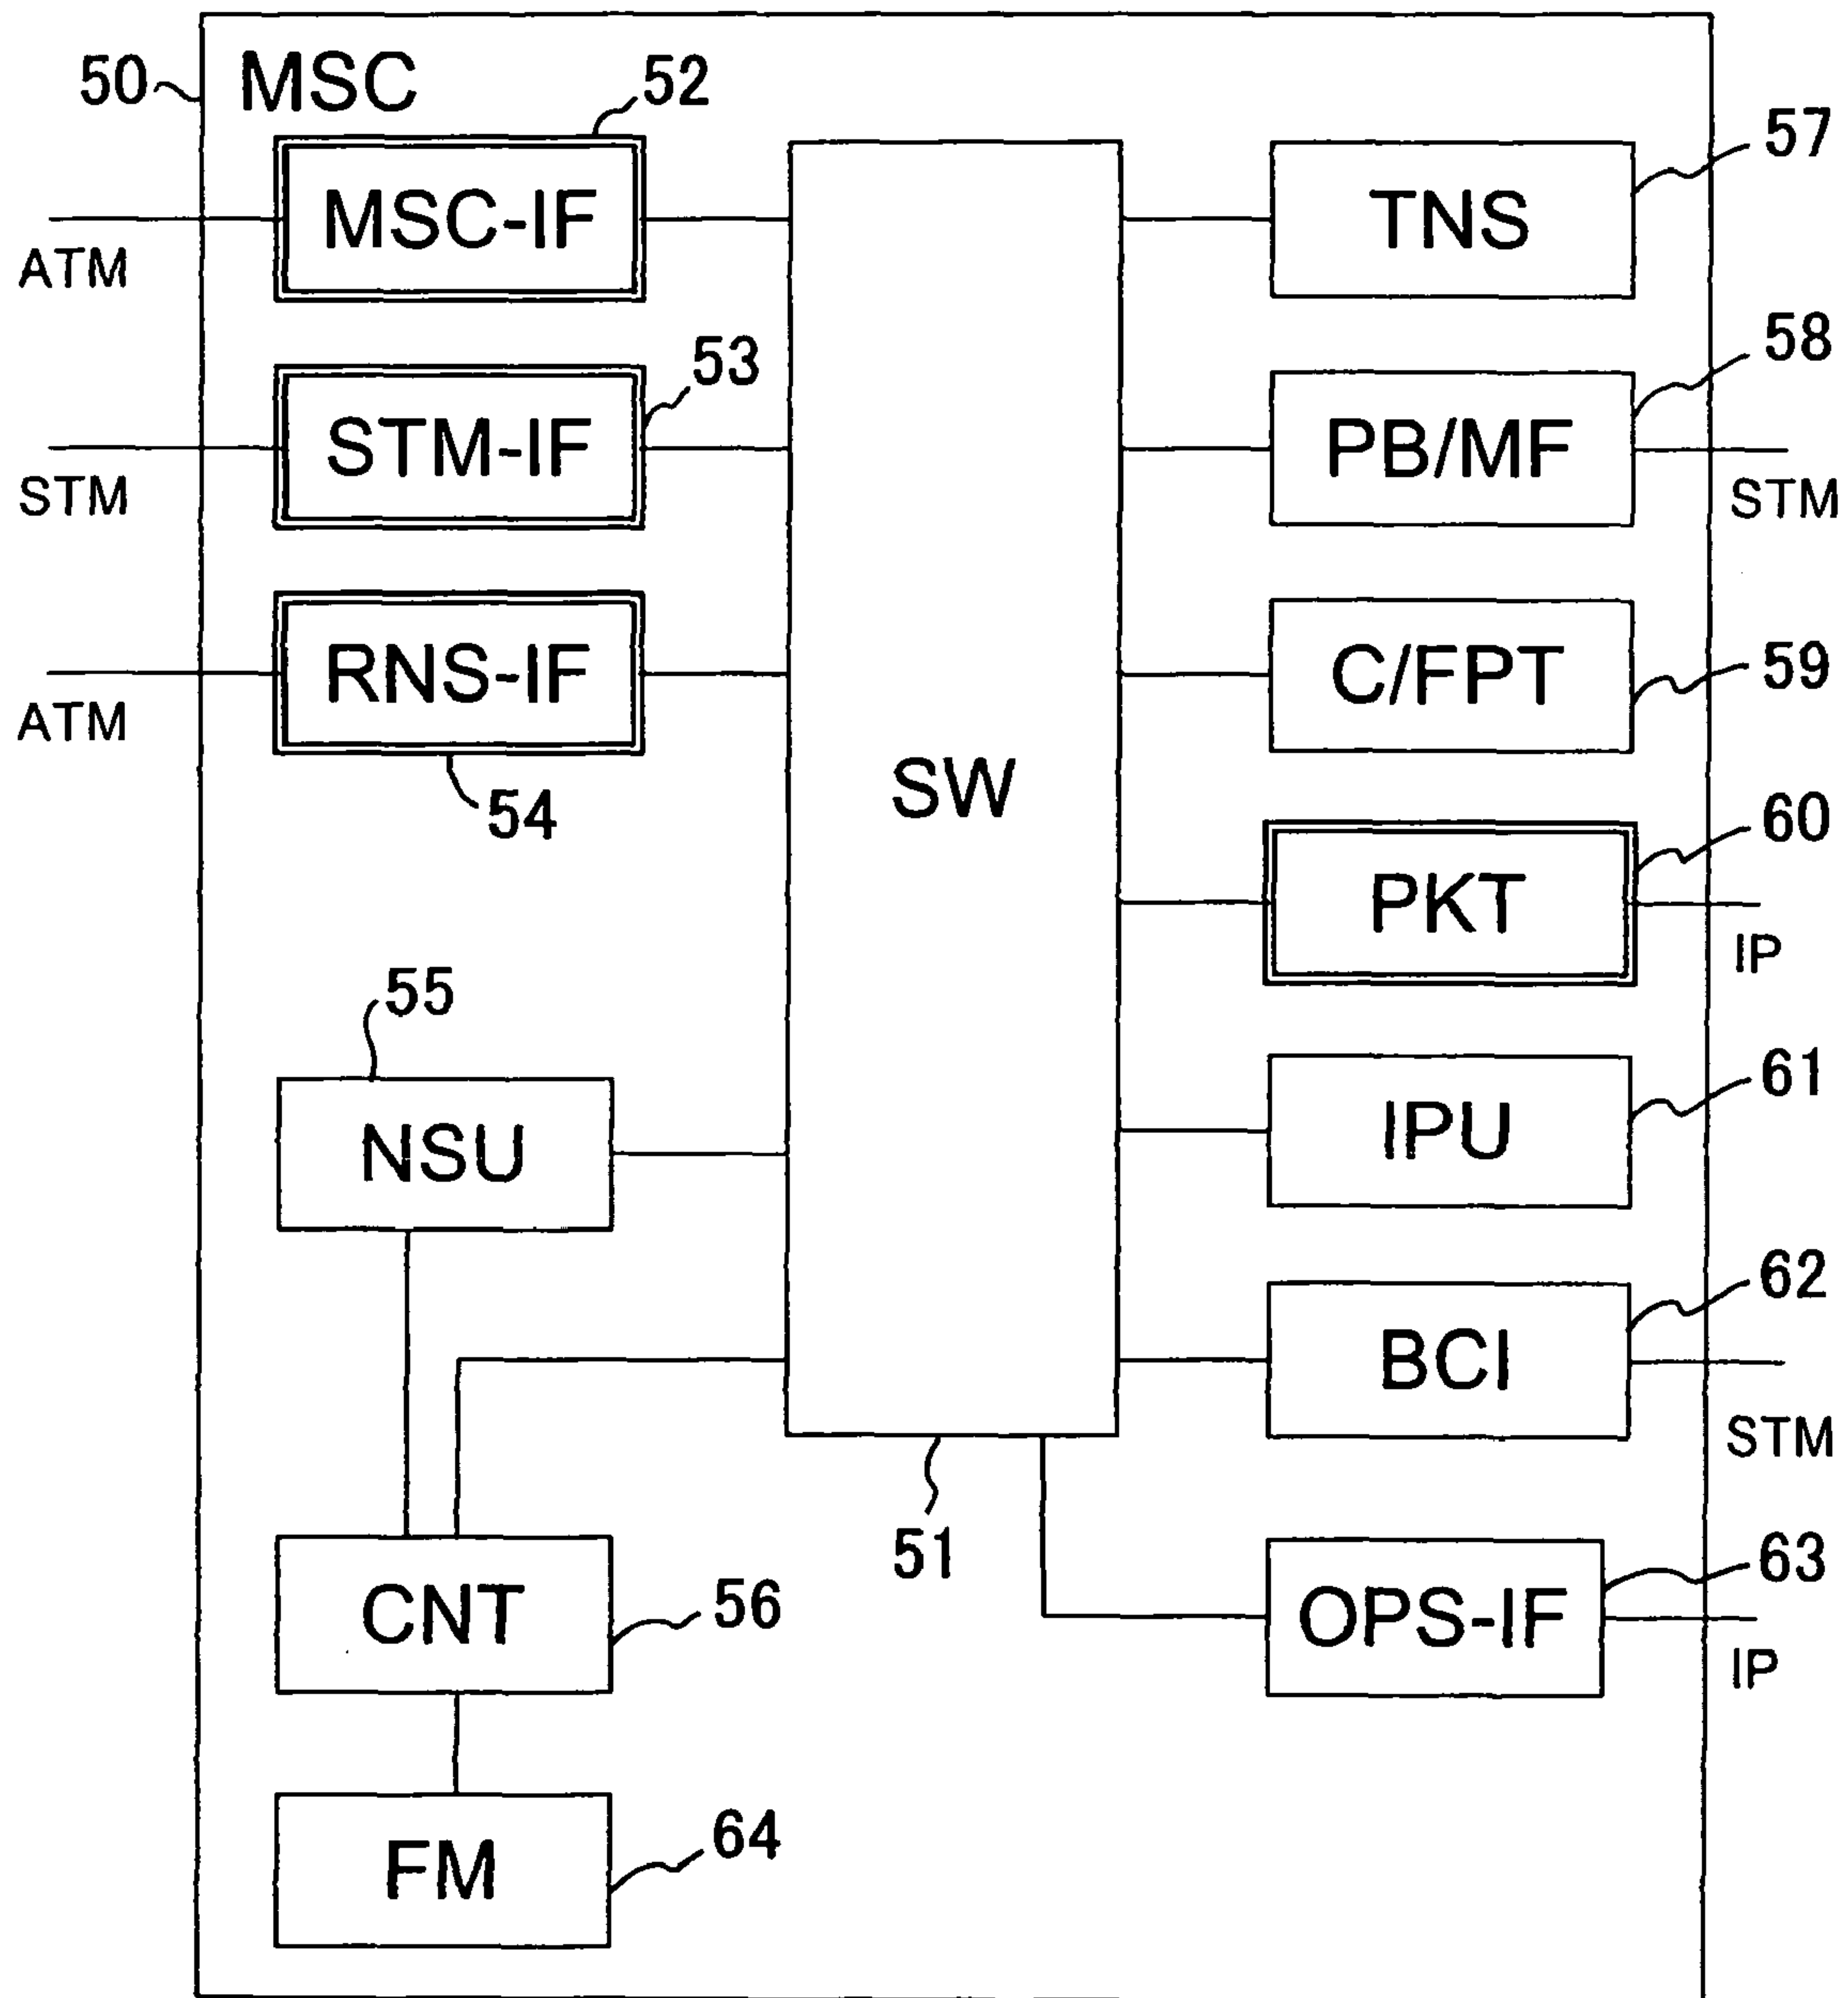 50
MSC
52
MSC-IF
ATM
53
STM-IF
STM
RNS-IF
ATM
54
55
NSU
CNT
56
FM
64
SW
51
57
TNS
58
PB/MF
STM
59
C/FPT
60
PKT
IP
61
IPU
62
BCI
STM
63
OPS-IF
IP